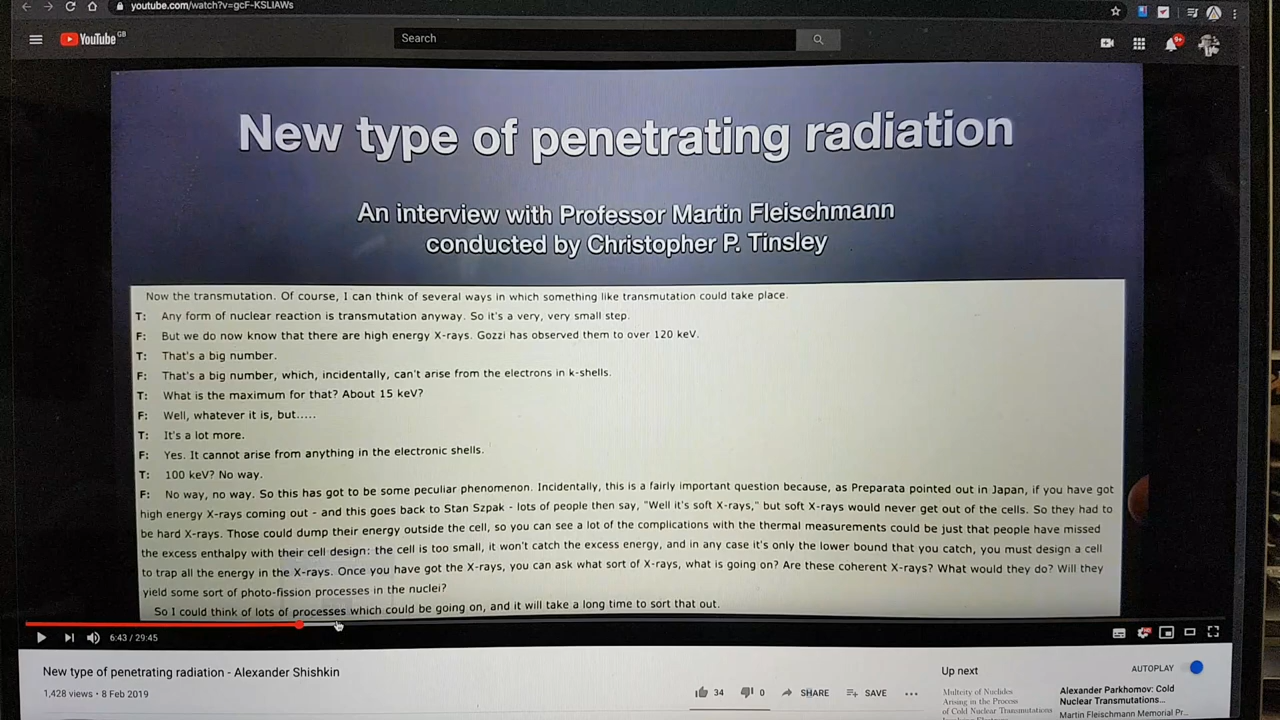 youtube.com/watch?v=gcF-KSLIAWs
YouTube GB
Search
9+
New type of penetrating radiation
An interview with Professor Martin Fleischmann
conducted by Christopher P. Tinsley
Now the transmutation. Of course, I can think of several ways in which something like transmutation could take place.
T: Any form of nuclear reaction is transmutation anyway. So it's a very, very small step.
F: But we do now know that there are high energy X-rays. Gozzi has observed them to over 120 keV.
T: That's a big number.
F: That's a big number, which, incidentally, can't arise from the electrons in k-shells.
T: What is the maximum for that? About 15 keV?
F: Well, whatever it is, but.....
T: It's a lot more.
F: Yes. It cannot arise from anything in the electronic shells.
T: 100 keV? No way.
F: No way, no way. So this has got to be some peculiar phenomenon. Incidentally, this is a fairly important question because, as Preparata pointed out in Japan, if you have got
high energy X-rays coming out - and this goes back to Stan Szpak - lots of people then say, "Well it's soft X-rays," but soft X-rays would never get out of the cells. So they had to
be hard X-rays. Those could dump their energy outside the cell, so you can see a lot of the complications with the thermal measurements could be just that people have missed
the excess enthalpy with their cell design: the cell is too small, it won't catch the excess energy, and in any case it's only the lower bound that you catch, you must design a cell
to trap all the energy in the X-rays. Once you have got the X-rays, you can ask what sort of X-rays, what is going on? Are these coherent X-rays? What would they do? Will they
yield some sort of photo-fission processes in the nuclei?
So I could think of lots of processes which could be going on, and it will take a long time to sort that out.
6:43 / 29:45
New type of penetrating radiation - Alexander Shishkin
1,428 views • 8 Feb 2019
34
0
SHARE
SAVE
Up next
AUTOPLAY
Multeity of Nuclides
Arising in the Process
of Cold Nuclear Transmutations
Alexander Parkhomov: Cold
Nuclear Transmutations...
Martin Fleischmann Memorial Pr...